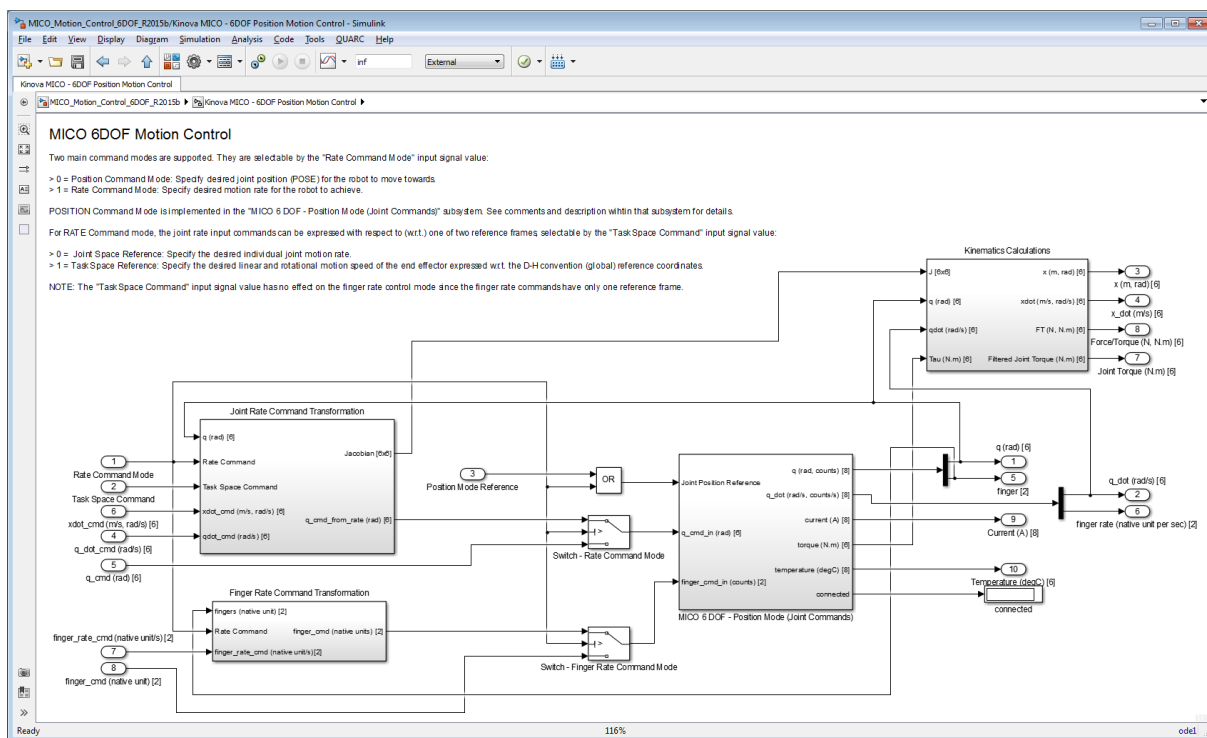 MICO_Motion_Control_6DOF_R2015b/Kinova MICO - 6DOF Position Motion Control - Simulink
File Edit View Display Diagram Simulation Analysis Code Tools QUARC Help
inf
External
Kinova MICO - 6DOF Position Motion Control
MICO_Motion_Control_6DOF_R2015b
Kinova MICO - 6DOF Position Motion Control
MICO 6DOF Motion Control
Two main command modes are supported. They are selectable by the "Rate Command Mode" input signal value:
> 0 = Position Command Mode: Specify desired joint position (POSE) for the robot to move towards.
> 1 = Rate Command Mode: Specify desired motion rate for the robot to achieve.
POSITION Command Mode is implemented in the "MICO 6 DOF - Position Mode (Joint Commands)" subsystem. See comments and description wihtin that subsystem for details.
For RATE Command mode, the joint rate input commands can be expressed with respect to (w.r.t.) one of two reference frames, selectable by the "Task Space Command" input signal value:
> 0 = Joint Space Reference: Specify the desired individual joint motion rate.
> 1 = Task Space Reference: Specify the desired linear and rotational motion speed of the end effector expressed w.r.t. the D-H convention (global) reference coordinates.
NOTE: The "Task Space Command" input signal value has no effect on the finger rate control mode since the finger rate commands have only one reference frame.
Kinematics Calculations
J [6x6]
q (rad) [6]
qdot (rad/s) [6]
Tau (N.m) [6]
x (m, rad) [6]
xdot (m/s, rad/s) [6]
FT (N, N.m) [6]
Filtered Joint Torque (N.m) [6]
3
x (m, rad) [6]
4
x_dot (m/s) [6]
8
Force/Torque (N, N.m) [6]
7
Joint Torque (N.m) [6]
Joint Rate Command Transformation
q (rad) [6]
Rate Command
Task Space Command
xdot_cmd (m/s, rad/s) [6]
qdot_cmd (rad/s) [6]
Jacobian [6x6]
q_cmd_from_rate (rad) [6]
1
Rate Command Mode
2
Task Space Command
6
xdot_cmd (m/s, rad/s) [6]
4
q_dot_cmd (rad/s) [6]
5
q_cmd (rad) [6]
3
Position Mode Reference
OR
>
Switch - Rate Command Mode
Joint Position Reference
q_cmd_in (rad) [6]
finger_cmd_in (counts) [2]
q (rad, counts) [8]
q_dot (rad/s, counts/s) [8]
current (A) [8]
torque (N.m) [6]
temperature (degC) [8]
connected
MICO 6 DOF - Position Mode (Joint Commands)
q (rad) [6]
1
5
finger [2]
q_dot (rad/s) [6]
2
6
finger rate (native unit per sec) [2]
9
Current (A) [8]
10
Temperature (degC) [6]
connected
Finger Rate Command Transformation
fingers (native unit) [2]
Rate Command
finger_rate_cmd (native unit/s)[2]
finger_cmd (native units) [2]
finger_rate_cmd (native unit/s) [2]
7
8
finger_cmd (native unit) [2]
>
Switch - Finger Rate Command Mode
Ready
116%
ode1